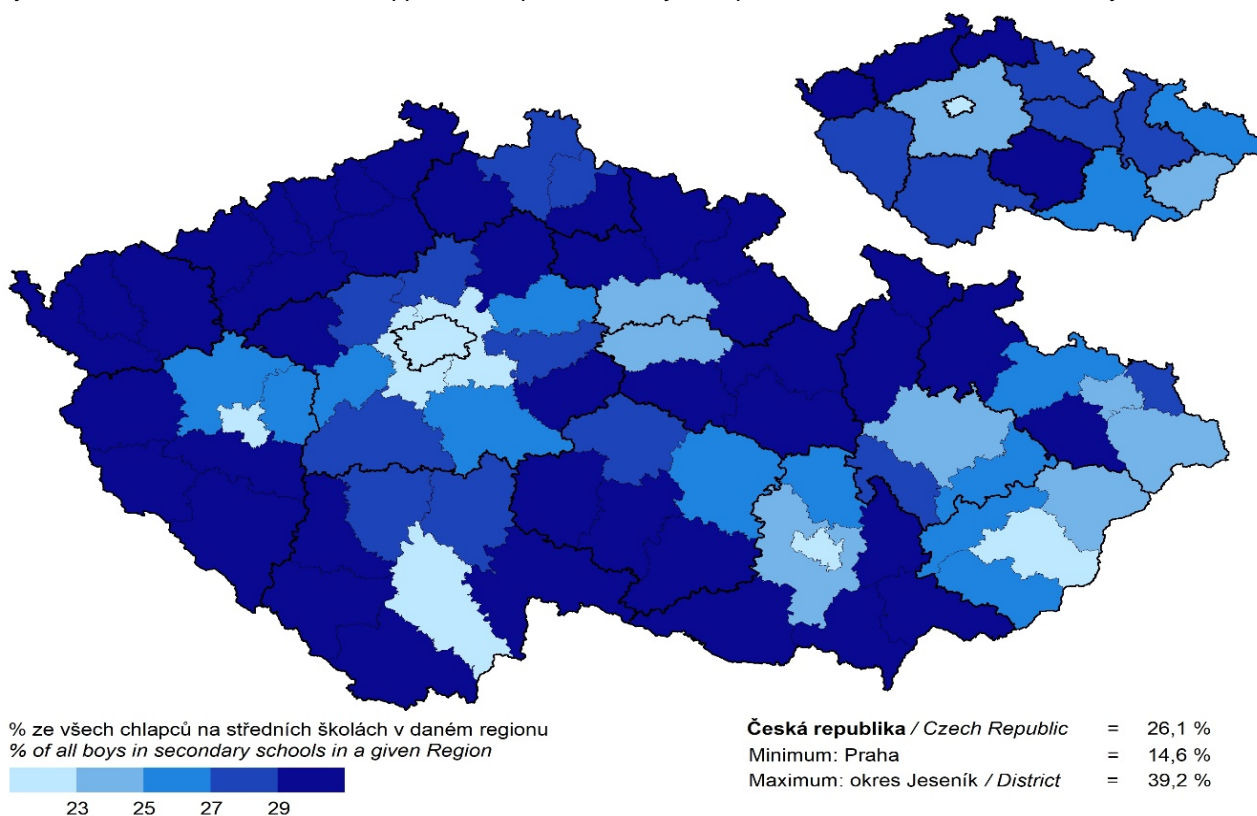 % ze všech chlapců na středních školách v daném regionu
% of all boys in secondary schools in a given Region
23 25 27 29
Česká republika / Czech Republic = 26,1 %
Minimum: Praha = 14,6 %
Maximum: okres Jeseník / District = 39,2 %